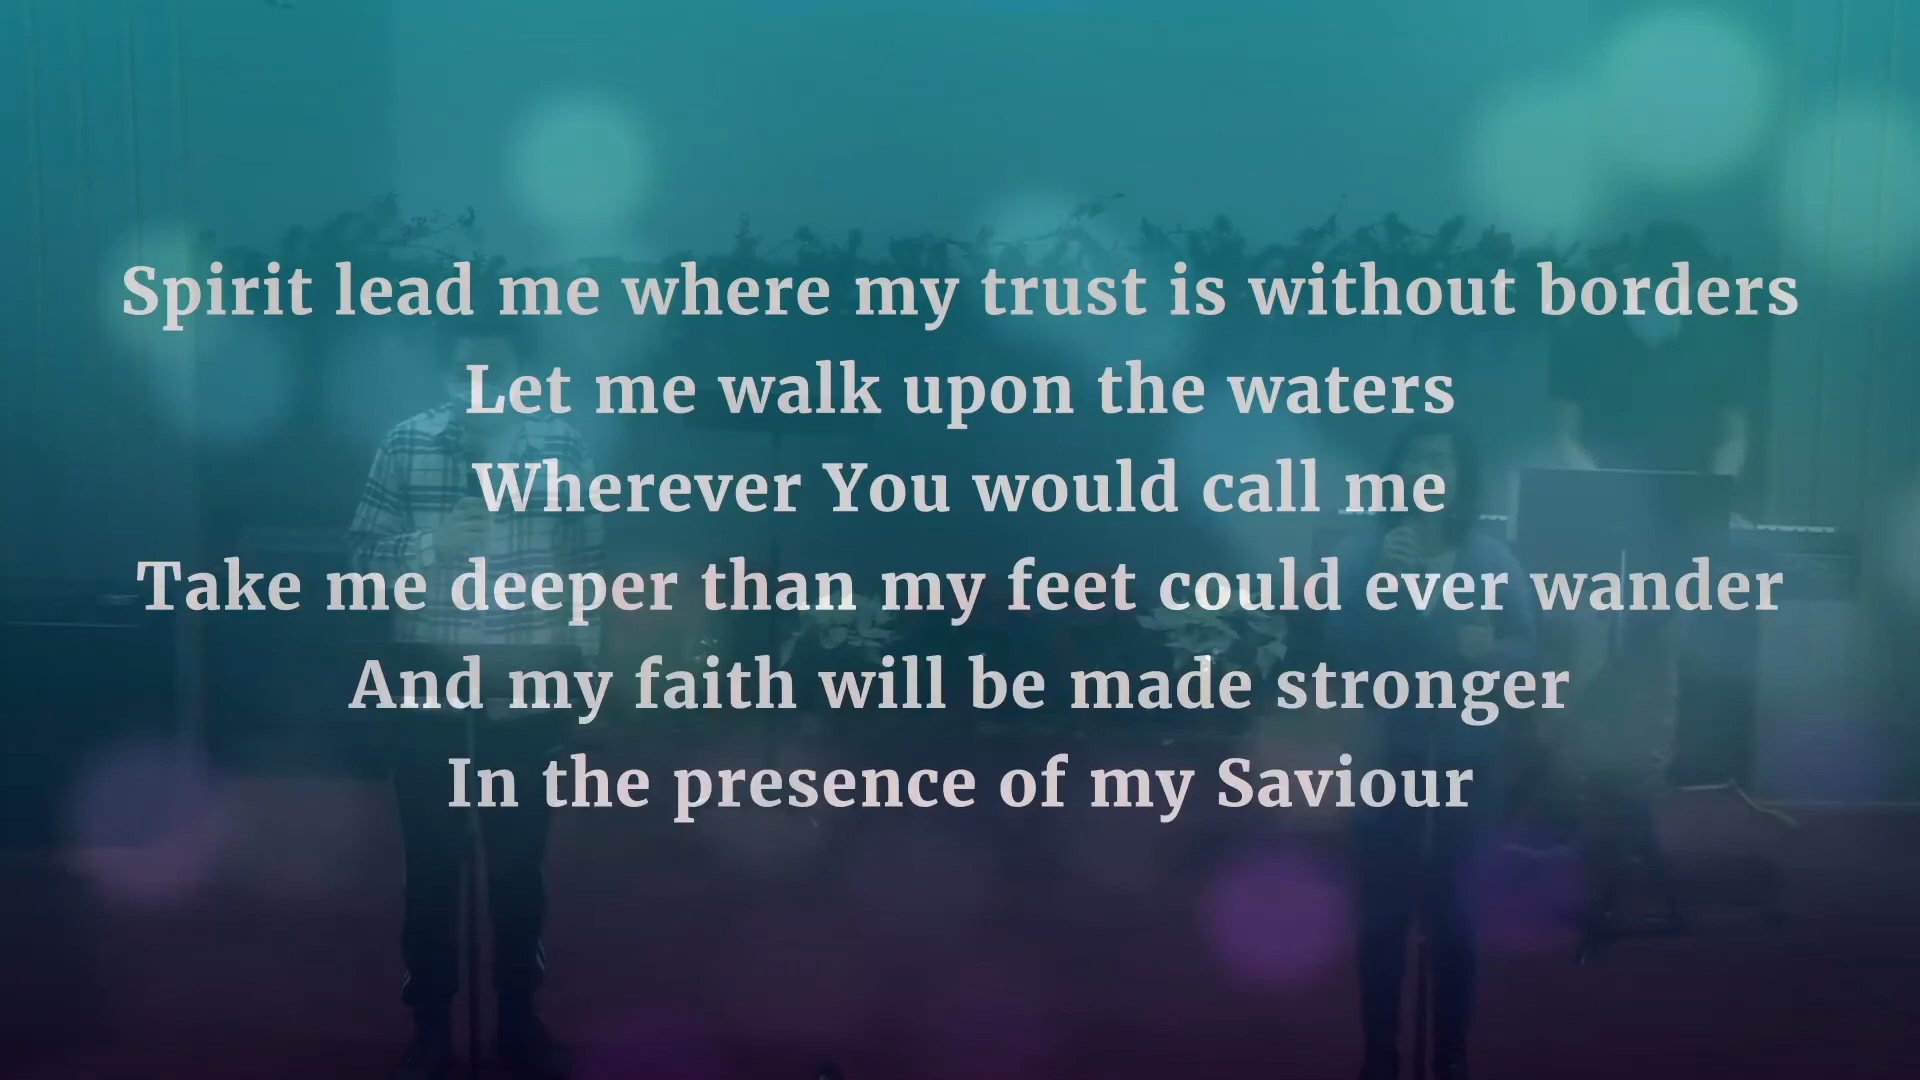 Spirit lead me where my trust is without borders
Let me walk upon the waters
Wherever You would call me
Take me deeper than my feet could ever wander
And my faith will be made stronger
In the presence of my Saviour